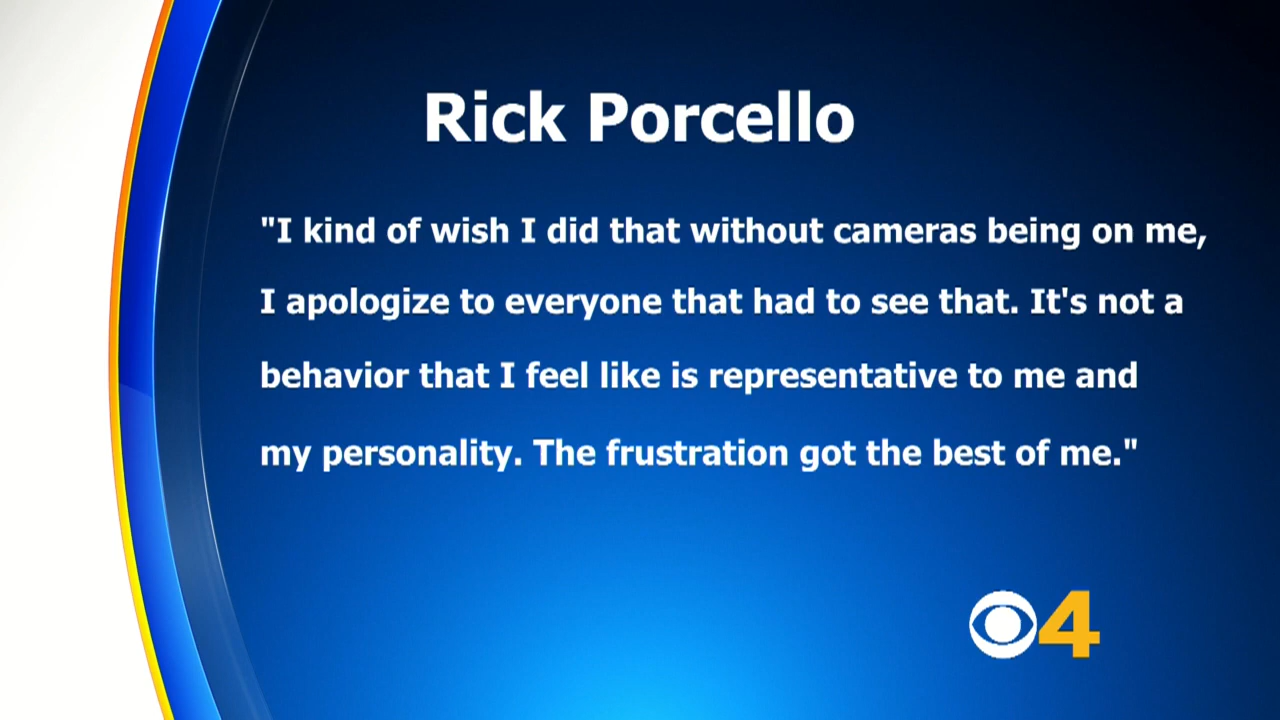 Rick Porcello
"I kind of wish I did that without cameras being on me,
I apologize to everyone that had to see that. It's not a
behavior that I feel like is representative to me and
my personality. The frustration got the best of me."
4